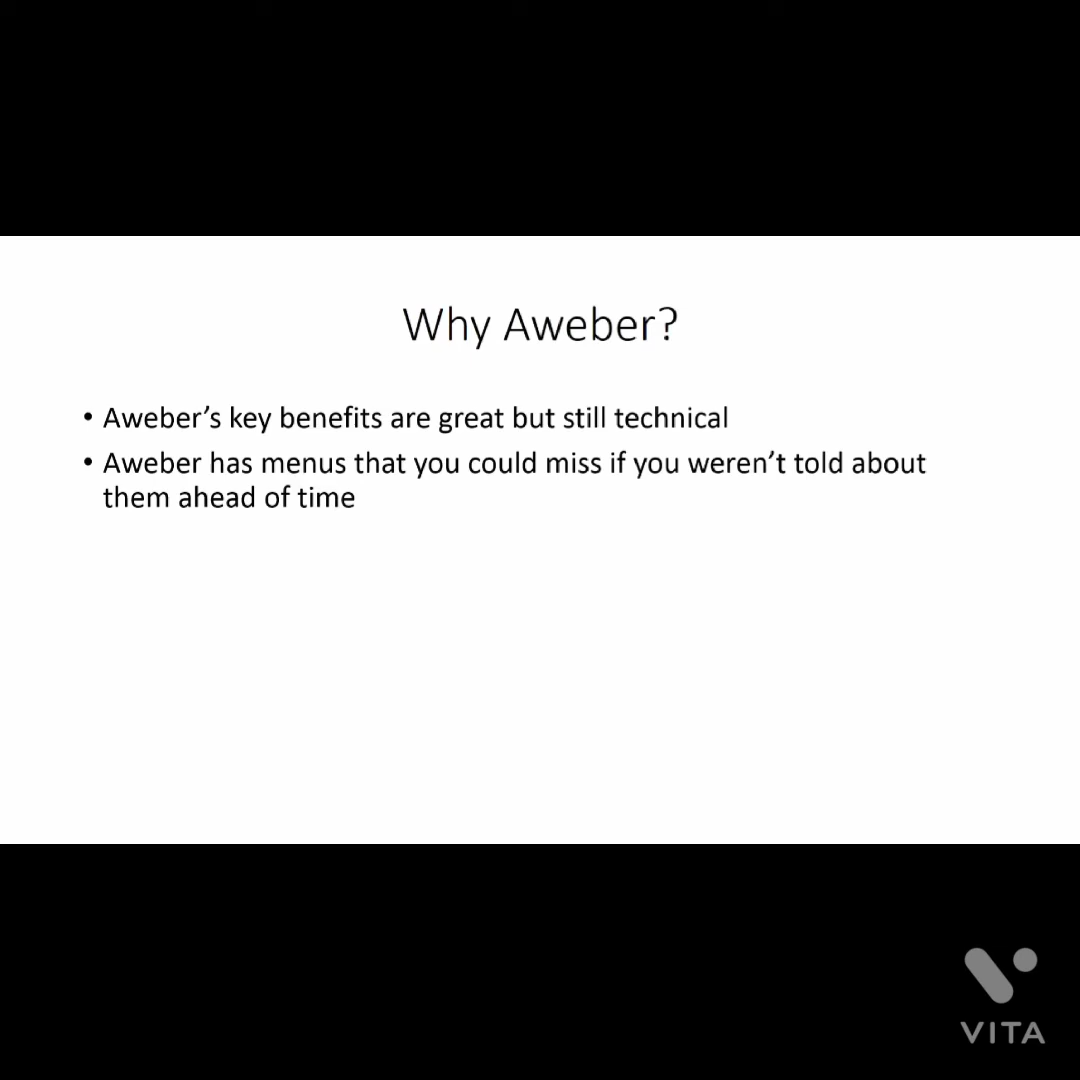 Why Aweber?
• Aweber’s key benefits are great but still technical
• Aweber has menus that you could miss if you weren’t told about
them ahead of time
VITA